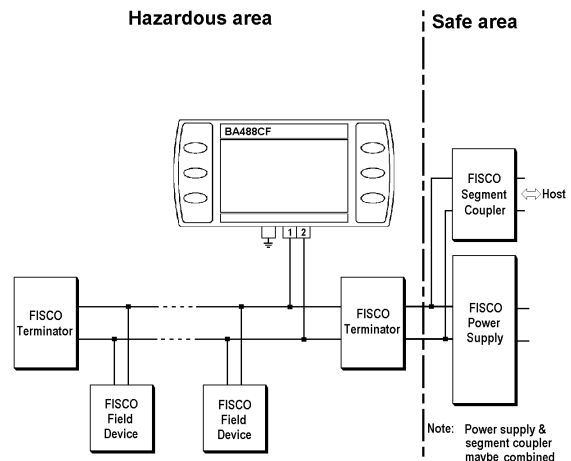 Hazardous area
Safe area
BA488CF
1 2
FISCO
Segment
Coupler
Host
FISCO
Terminator
FISCO
Terminator
FISCO
Power
Supply
FISCO
Field
Device
FISCO
Field
Device
Note: Power supply &
segment coupler
maybe combined